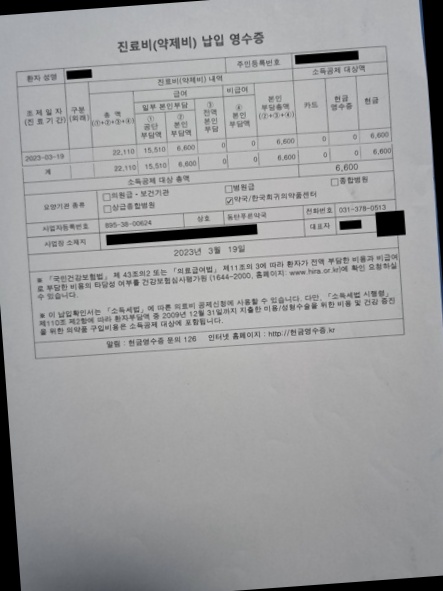 진료비(약제비) 납입 영수증
환자 성명 주민등록번호
진료비(약제비) 내역 소득공제 대상액
조제일자 (진료기간) 구분 (외래) 총액 (①+②+③+④) 급여 비급여 본인 부담총액 (②+③+④) 카드 현금 영수증 현금
일부 본인부담 ③ 전액 본인 부담 ④ 본인 부담액
① 공단 부담액 ② 본인 부담액
2023-03-19 22,110 15,510 6,600 0 0 6,600 0 0 6,600
계 22,110 15,510 6,600 0 0 6,600 0 0 6,600
소득공제 대상 총액 6,600
요양기관 종류 □의원급·보건기관 □병원급 □종합병원
□상급종합병원 ☑약국/한국희귀의약품센터
사업자등록번호 895-38-00624 상호 동탄푸른약국 전화번호 031-378-0513
사업장 소재지 대표자
2023년 3월 19일
* 『국민건강보험법』 제 43조의2 또는 『의료급여법』 제11조의 3에 따라 환자가 전액 부담한 비용과 비급여
로 부담한 비용의 타당성 여부를 건강보험심사평가원 (1644-2000, 홈페이지: www.hira.or.kr)에 확인 요청하실
수 있습니다.
* 이 납입확인서는 『소득세법』에 따른 의료비 공제신청에 사용할 수 있습니다. 다만, 『소득세법 시행령』
제110조 제2항에 따라 환자부담액 중 2009년 12월 31일까지 지출한 미용/성형수술을 위한 비용 및 건강 증진
을 위한 의약품 구입비용은 소득공제 대상에 포함됩니다.
알림 : 현금영수증 문의 126 인터넷 홈페이지 : http://현금영수증.kr